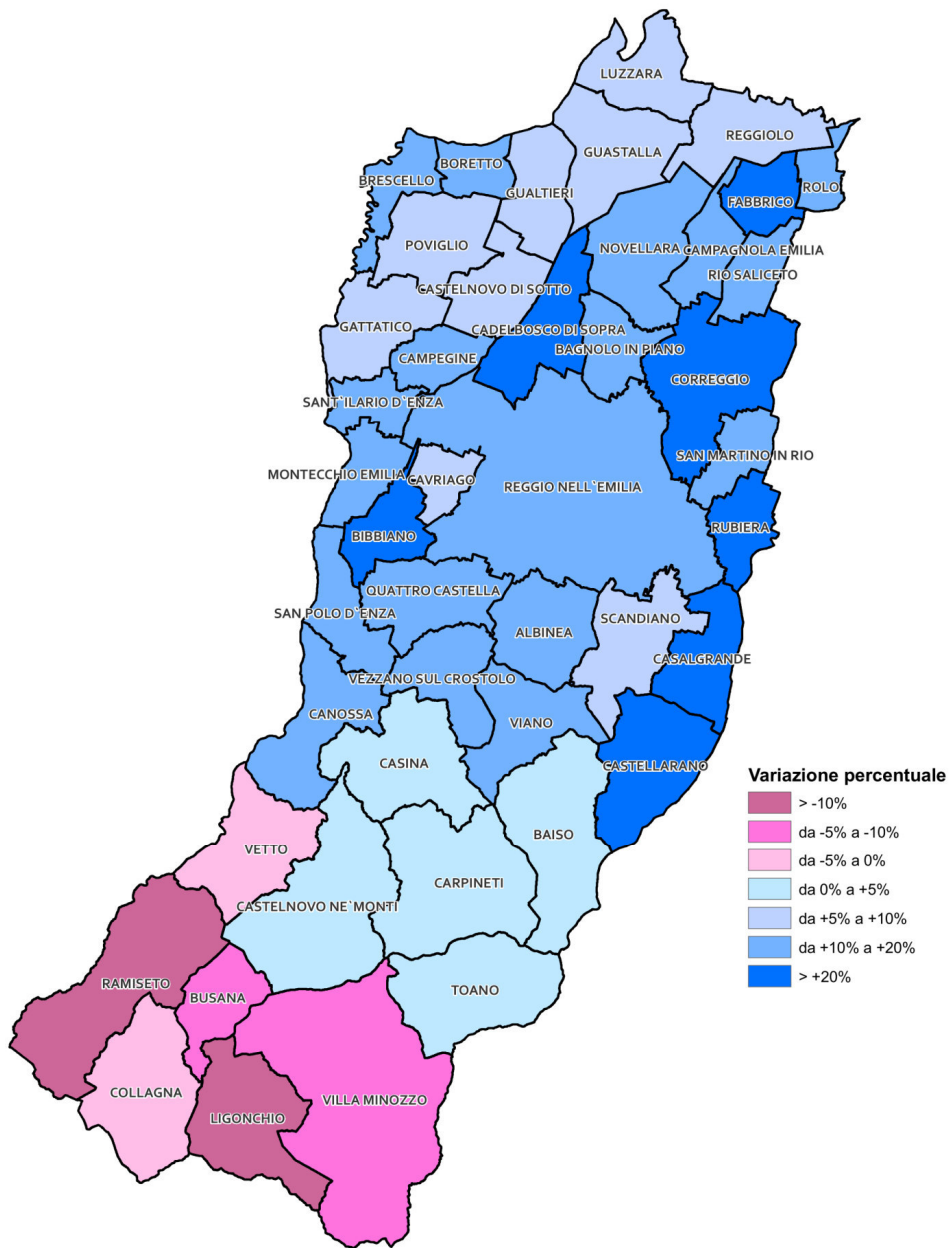 LUZZARA
REGGIOLO
GUASTALLA
BORETTO
GUALTIERI
BRESCELLO
ROLO
FABBRICO
POVIGLIO
NOVELLARA
CAMPAGNOLA EMILIA
RIO SALICETO
CASTELNOVO DI SOTTO
GATTATICO
CADELBOSCO DI SOPRA
BAGNOLO IN PIANO
CAMPEGINE
CORREGGIO
SANT`ILARIO D`ENZA
SAN MARTINO IN RIO
MONTECCHIO EMILIA
CAVRIAGO
REGGIO NELL`EMILIA
RUBIERA
BIBBIANO
QUATTRO CASTELLA
SAN POLO D`ENZA
SCANDIANO
ALBINEA
CASALGRANDE
VEZZANO SUL CROSTOLO
CANOSSA
VIANO
CASINA
CASTELLARANO
BAISO
VETTO
CARPINETI
CASTELNOVO NE`MONTI
RAMISETO
BUSANA
TOANO
COLLAGNA
VILLA MINOZZO
LIGONCHIO
Variazione percentuale
> -10%
da -5% a -10%
da -5% a 0%
da 0% a +5%
da +5% a +10%
da +10% a +20%
> +20%